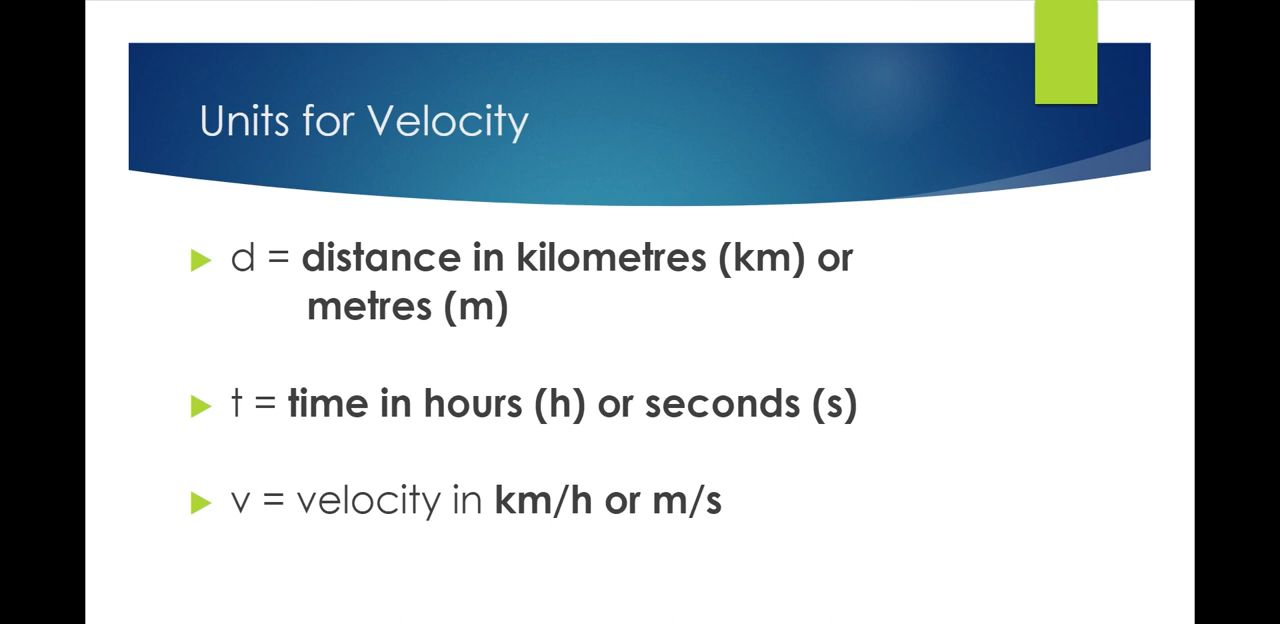 Units for Velocity
d = distance in kilometres (km) or
metres (m)
t = time in hours (h) or seconds (s)
v = velocity in km/h or m/s